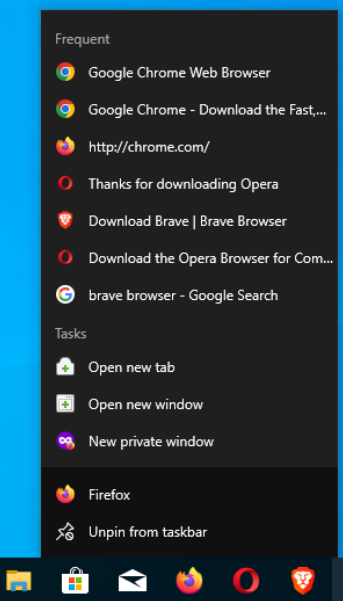 Frequent
Google Chrome Web Browser
Google Chrome - Download the Fast,...
http://chrome.com/
Thanks for downloading Opera
Download Brave | Brave Browser
Download the Opera Browser for Com...
brave browser - Google Search
Tasks
Open new tab
Open new window
New private window
Firefox
Unpin from taskbar